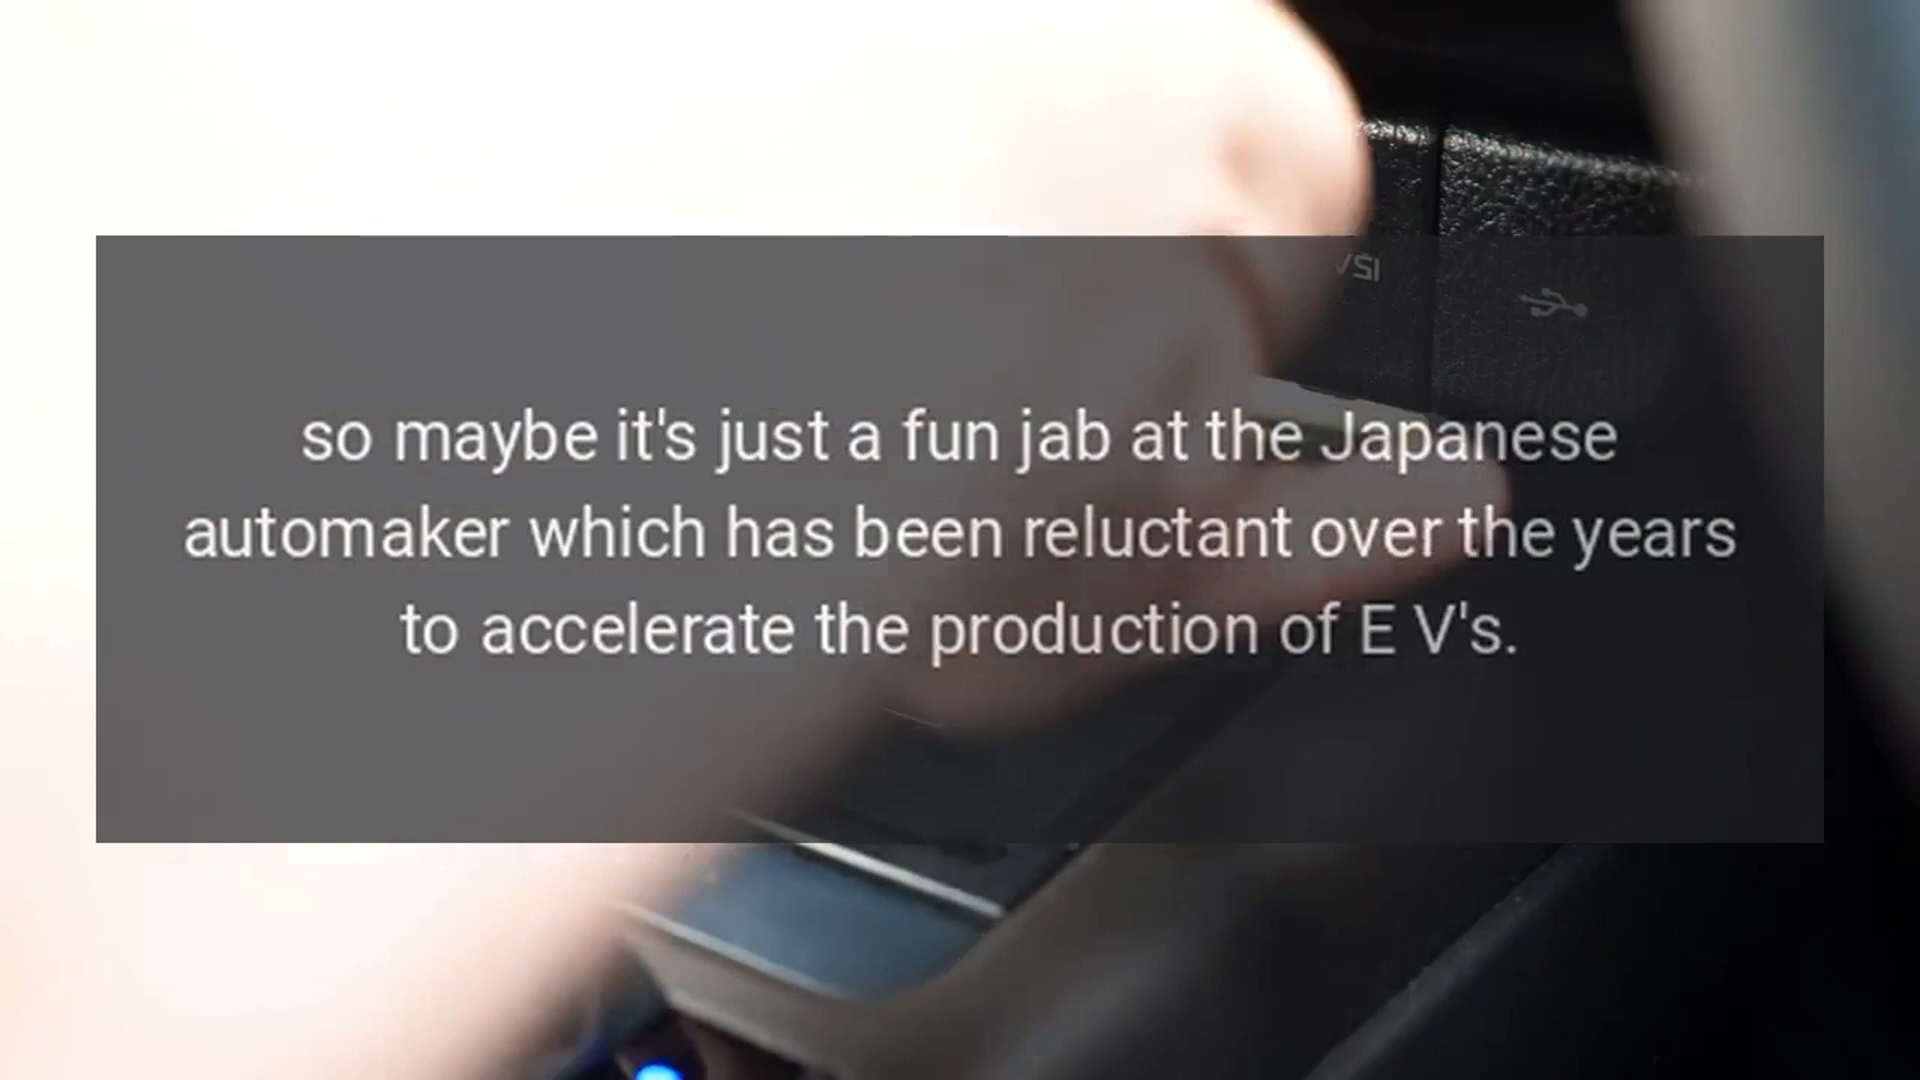 so maybe it's just a fun jab at the Japanese
automaker which has been reluctant over the years
to accelerate the production of E V's.